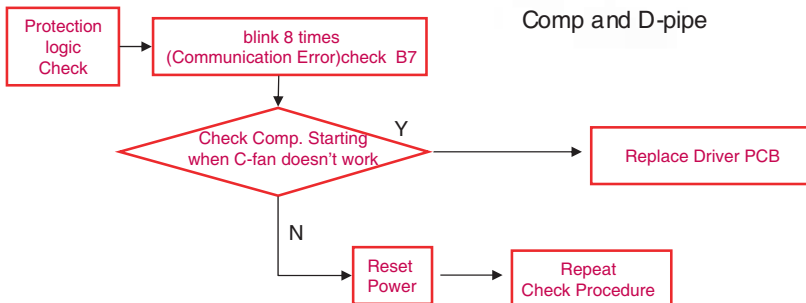 Comp and D-pipe
Protection
logic
Check
blink 8 times
(Communication Error)check B7
Check Comp. Starting
when C-fan doesn't work
Y
Replace Driver PCB
N
Reset
Power
Repeat
Check Procedure